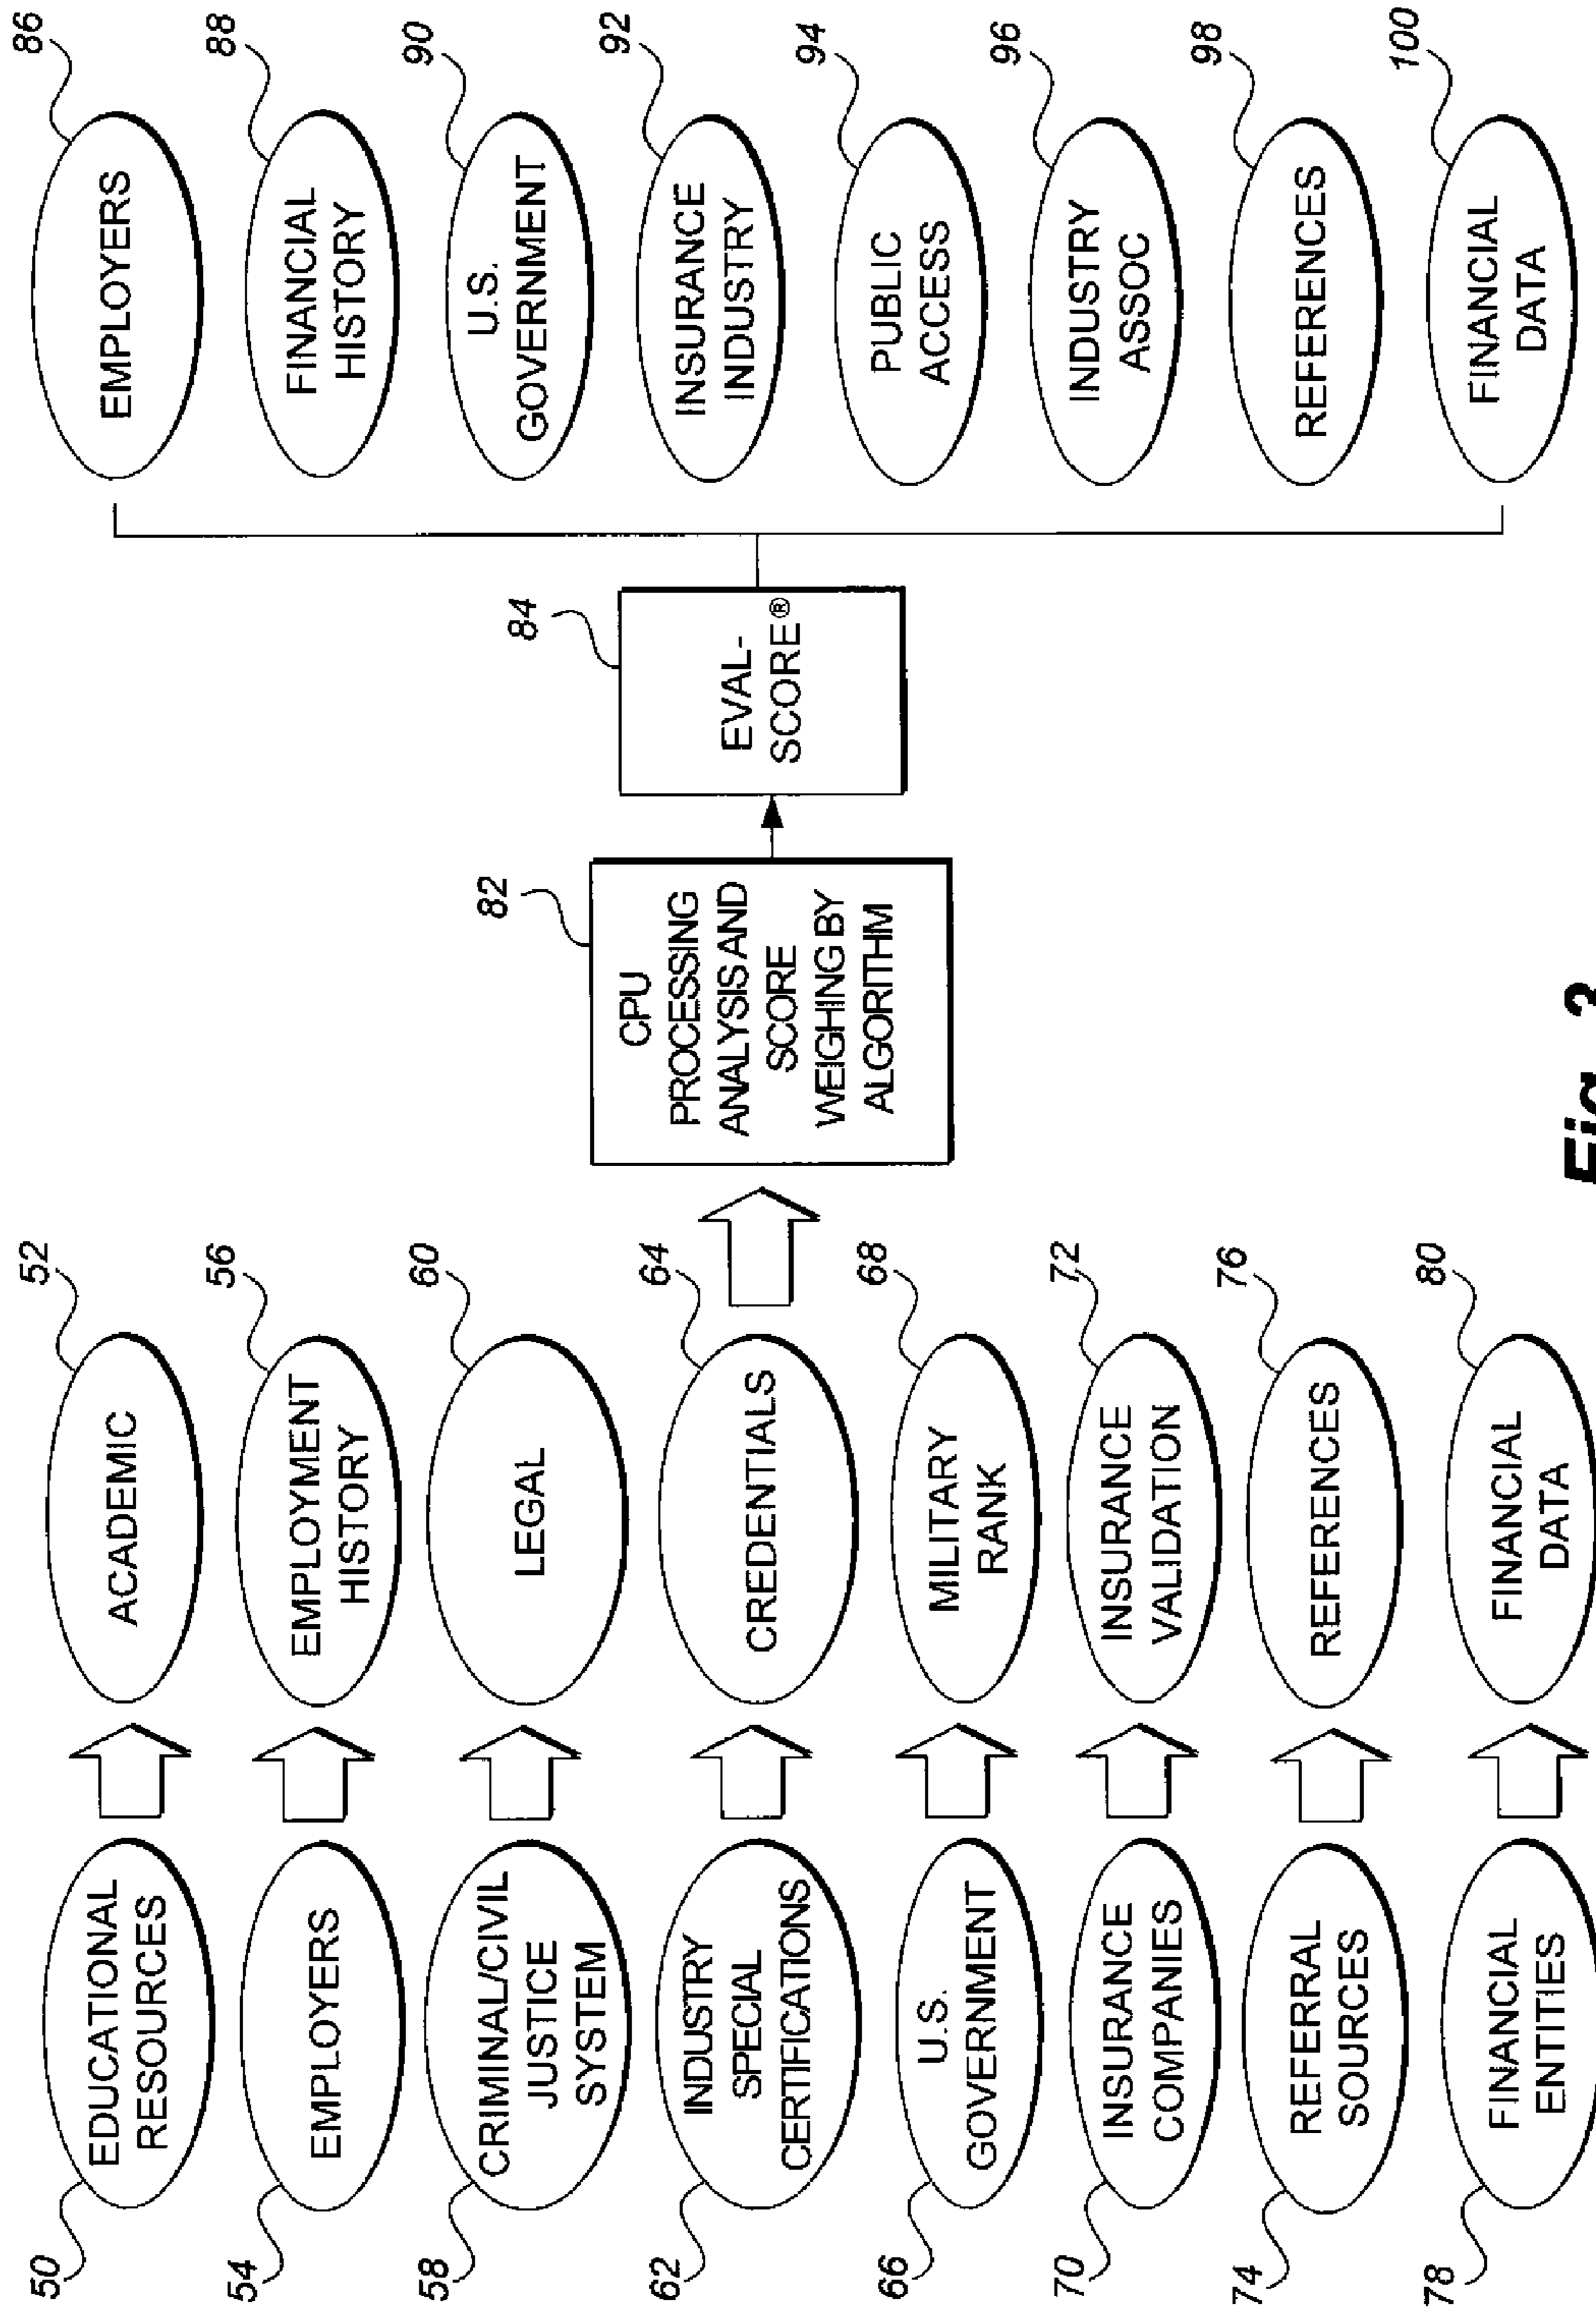 50
EDUCATIONAL
RESOURCES
52
ACADEMIC
54
EMPLOYERS
56
EMPLOYMENT
HISTORY
58
CRIMINAL/CIVIL
JUSTICE
SYSTEM
60
LEGAL
62
INDUSTRY
SPECIAL
CERTIFICATIONS
64
CREDENTIALS
66
U.S.
GOVERNMENT
68
MILITARY
RANK
70
INSURANCE
COMPANIES
72
INSURANCE
VALIDATION
74
REFERRAL
SOURCES
76
REFERENCES
78
FINANCIAL
ENTITIES
80
FINANCIAL
DATA
82
CPU
PROCESSING
ANALYSIS AND
SCORE
WEIGHING BY
ALGORITHM
84
EVAL-
SCORE®
86
EMPLOYERS
88
FINANCIAL
HISTORY
90
U.S.
GOVERNMENT
92
INSURANCE
INDUSTRY
94
PUBLIC
ACCESS
96
INDUSTRY
ASSOC
98
REFERENCES
100
FINANCIAL
DATA